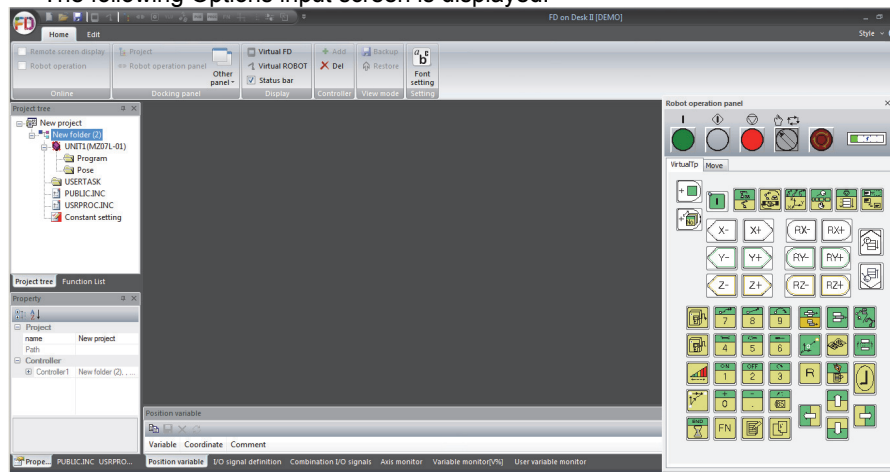 The following Options input screen is displayed.
FD
FD on Desk II [DEMO]
Home Edit
Style
Remote screen display
Robot operation
Online
Project
Robot operation panel
Other panel
Docking panel
Virtual FD
Virtual ROBOT
Status bar
Display
Add
Del
Controller
Backup
Restore
View mode
a b c
Font setting
Setting
Project tree
New project
New folder (2)
UNIT1(MZ07L-01)
Program
Pose
USERTASK
PUBLIC.INC
USRPROC.INC
Constant setting
Project tree Function List
Property
Project
name New project
Path
Controller
Controller1 New folder (2), , ...
Prope... PUBLIC.INC USRPRO...
Position variable
Variable Coordinate Comment
Position variable I/O signal definition Combination I/O signals Axis monitor Variable monitor[V%] User variable monitor
Robot operation panel
VirtualTp Move
X- X+ RX- RX+
Y- Y+ RY- RY+
Z- Z+ RZ- RZ+
7 8 9
4 5 6
ON OFF
1 2 3 R
+ -
0 .
END
FN